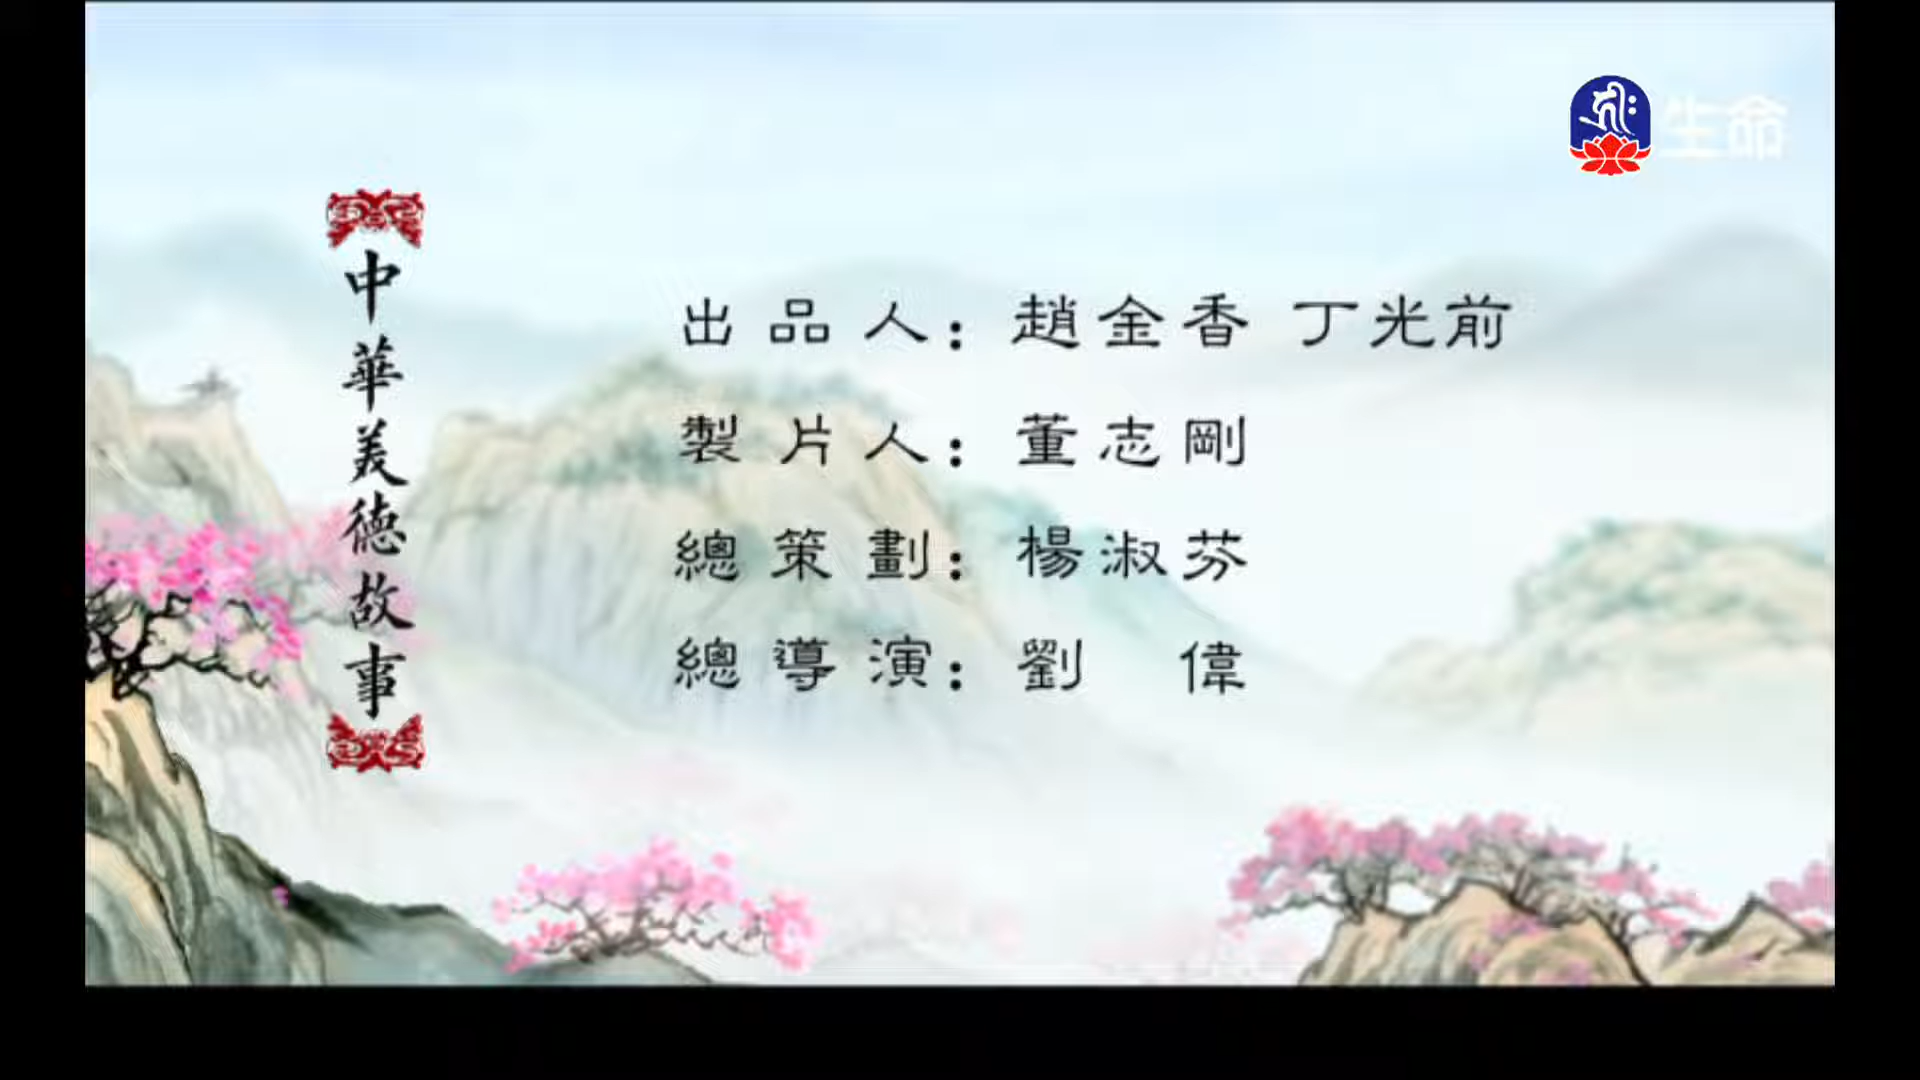 生命
中華美德故事
出品人：趙金香 丁光前
製片人：董志剛
總策劃：楊淑芬
總導演：劉 偉